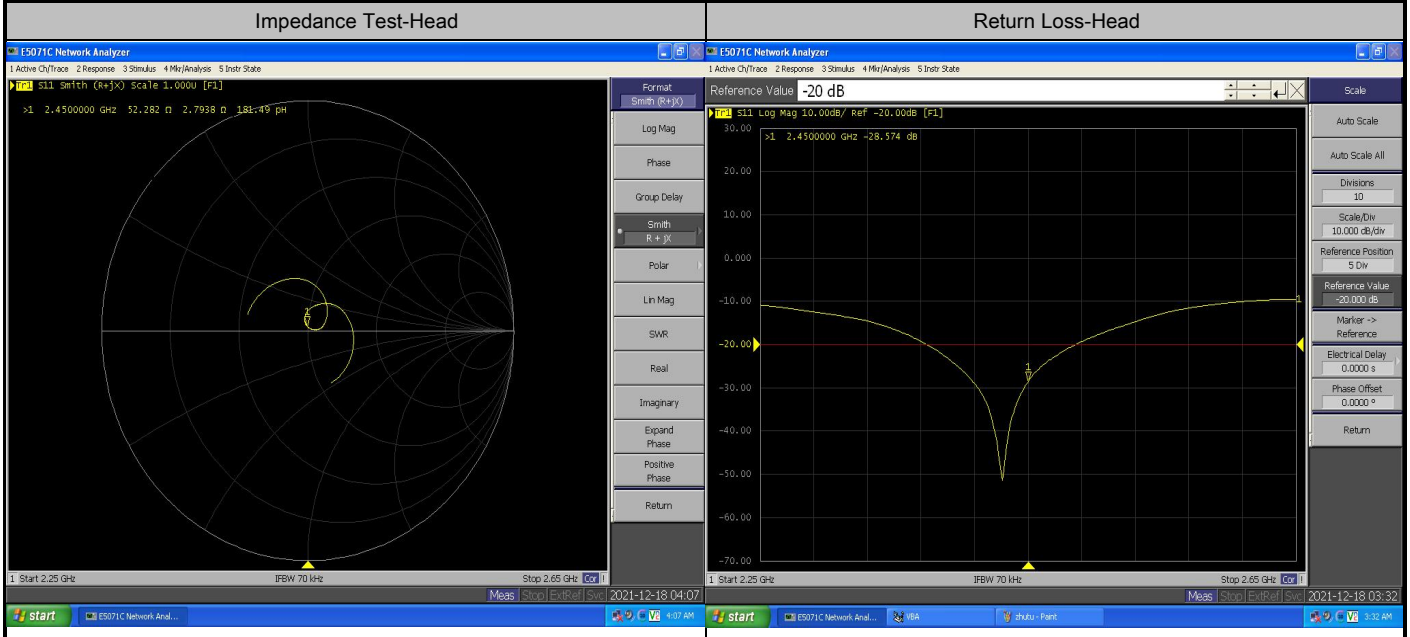 Impedance Test-Head
E5071C Network Analyzer
1 Active Ch/Trace 2 Response 3 Stimulus 4 Mkr/Analysis 5 Instr State
Tr1 S11 Smith (R+jX) Scale 1.000U [F1]
>1 2.4500000 GHz 52.282 Ω 2.7938 Ω 181.49 pH
1
Format
Smith (R+jX)
Log Mag
Phase
Group Delay
Smith
R + jX
Polar
Lin Mag
SWR
Real
Imaginary
Expand
Phase
Positive
Phase
Return
1 Start 2.25 GHz IFBW 70 kHz Stop 2.65 GHz Cor !
Meas Stop ExtRef Svc 2021-12-18 04:07
start E5071C Network Anal... 4:07 AM
Return Loss-Head
E5071C Network Analyzer
1 Active Ch/Trace 2 Response 3 Stimulus 4 Mkr/Analysis 5 Instr State
Reference Value -20 dB
Tr1 S11 Log Mag 10.00dB/ Ref -20.00dB [F1]
>1 2.4500000 GHz -28.574 dB
30.00
20.00
10.00
0.000
-10.00
-20.00
-30.00
-40.00
-50.00
-60.00
-70.00
1
1
Scale
Auto Scale
Auto Scale All
Divisions
10
Scale/Div
10.000 dB/div
Reference Position
5 Div
Reference Value
-20.000 dB
Marker ->
Reference
Electrical Delay
0.0000 s
Phase Offset
0.0000 °
Return
1 Start 2.25 GHz IFBW 70 kHz Stop 2.65 GHz Cor !
Meas Stop ExtRef Svc 2021-12-18 03:32
start E5071C Network Anal... VBA zhutu - Paint 3:32 AM